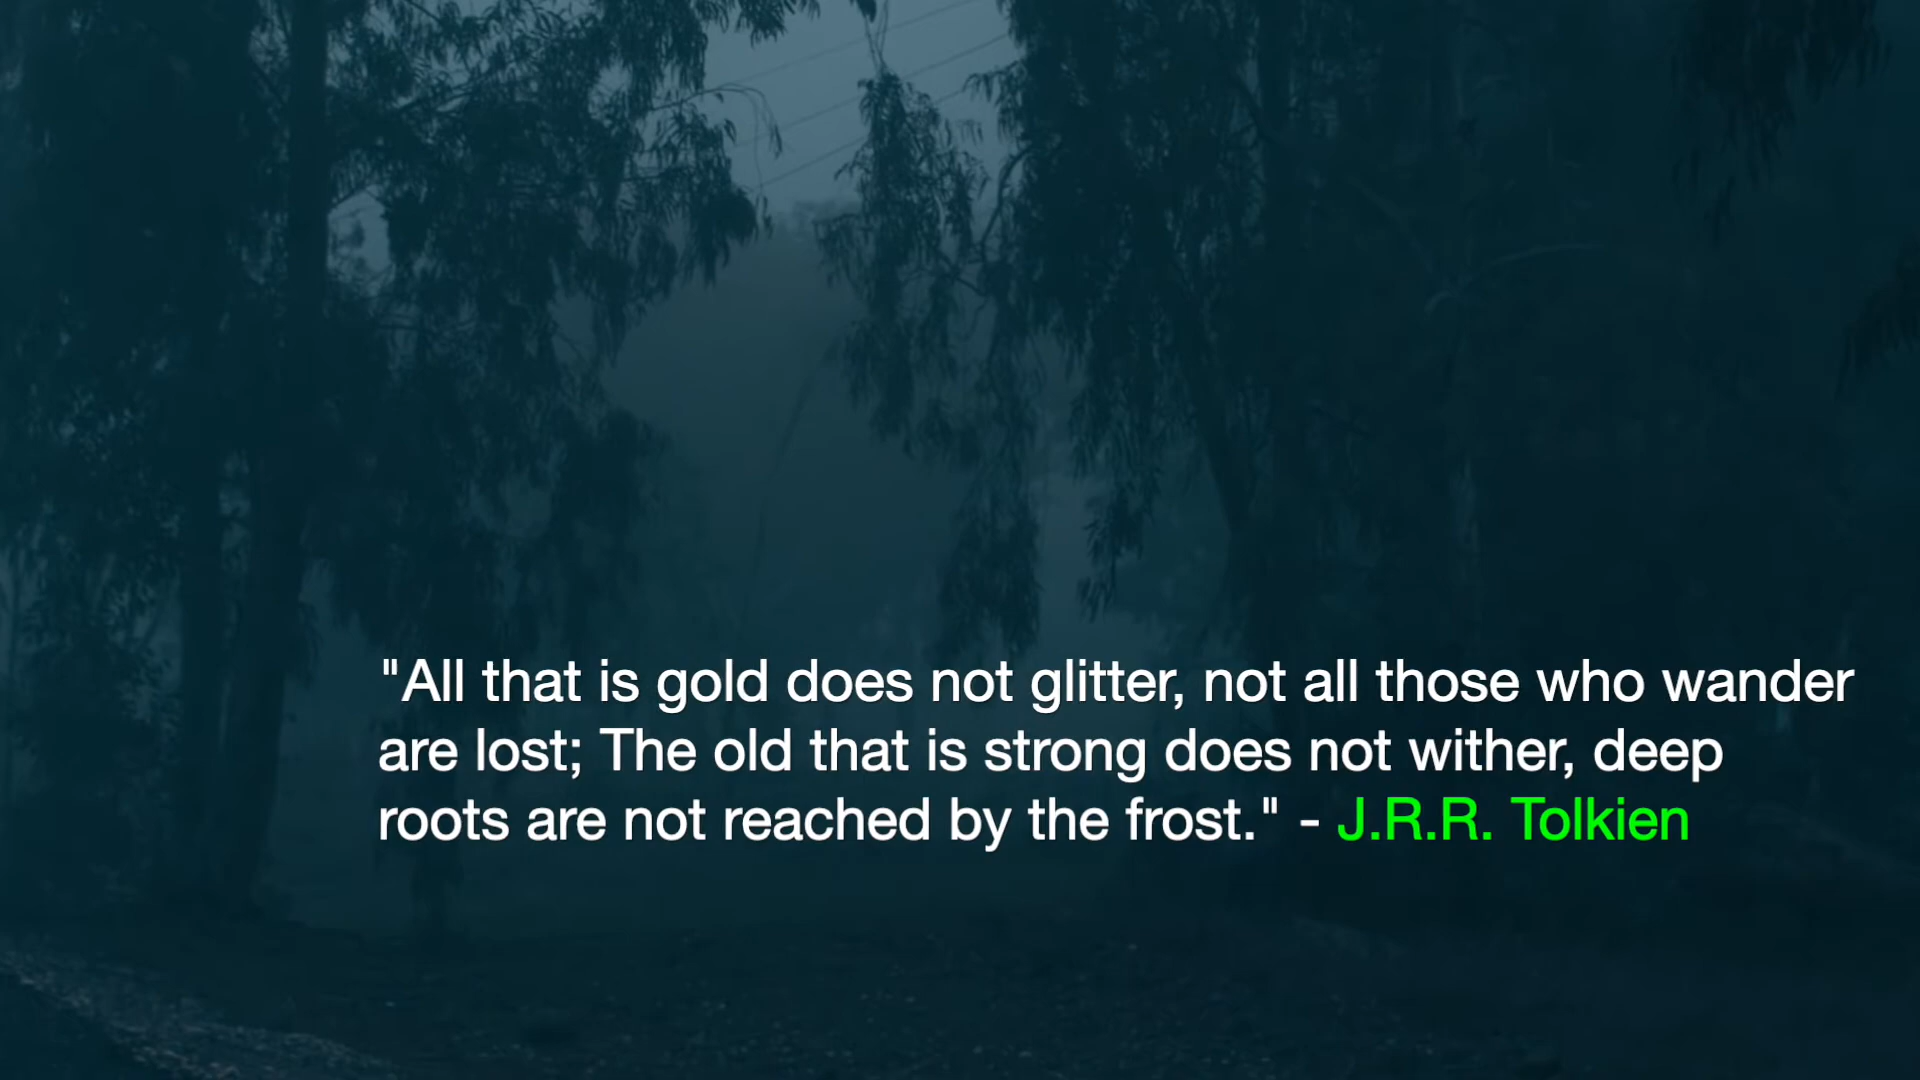 "All that is gold does not glitter, not all those who wander
are lost; The old that is strong does not wither, deep
roots are not reached by the frost." - J.R.R. Tolkien